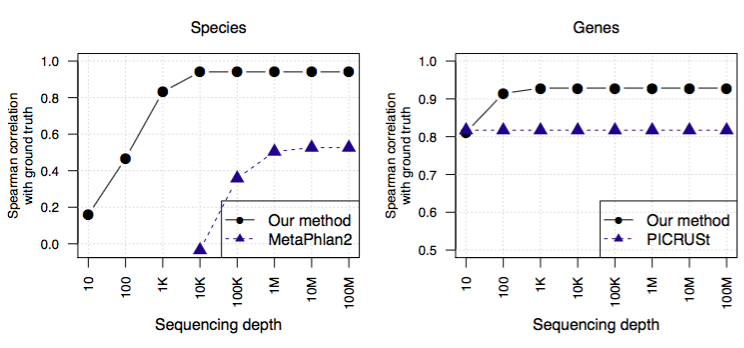 Species
Spearman correlation
with ground truth
1.0
0.8
0.6
0.4
0.2
0.0
Our method
MetaPhlan2
10
100
1K
10K
100K
1M
10M
100M
Sequencing depth
Genes
Spearman correlation
with ground truth
1.0
0.9
0.8
0.7
0.6
0.5
Our method
PICRUSt
10
100
1K
10K
100K
1M
10M
100M
Sequencing depth